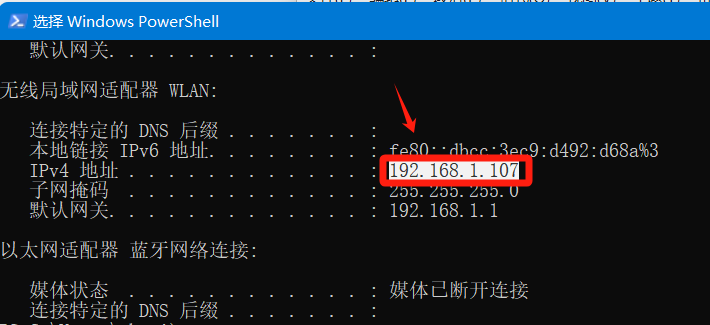 选择 Windows PowerShell
默认网关. . . . . . . . . . . . . :
无线局域网适配器 WLAN:
连接特定的 DNS 后缀 . . . . . . . :
本地链接 IPv6 地址. . . . . . . . : fe80::dbcc:3ec9:d492:d68a%3
IPv4 地址 . . . . . . . . . . . . : 192.168.1.107
子网掩码 . . . . . . . . . . . . : 255.255.255.0
默认网关. . . . . . . . . . . . . : 192.168.1.1
以太网适配器 蓝牙网络连接:
媒体状态 . . . . . . . . . . . . : 媒体已断开连接
连接特定的 DNS 后缀 . . . . . . . :